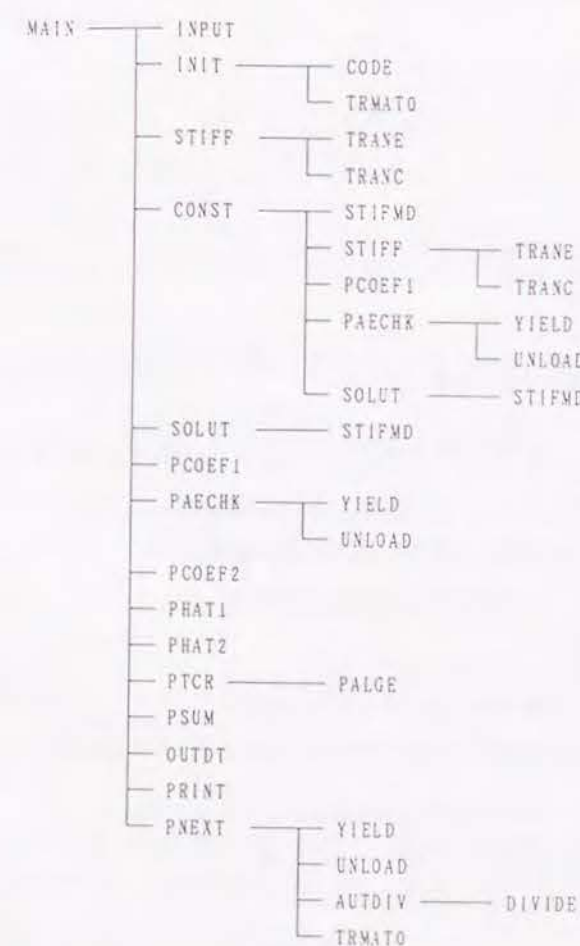 MAIN INPUT
INIT CODE
TRMATO
STIFF TRANE
TRANC
CONST STIFMD
STIFF TRANE
PCOEF1 TRANC
PAECHK YIELD
UNLOAD
SOLUT STIFMD
SOLUT STIFMD
PCOEF1
PAECHK YIELD
UNLOAD
PCOEF2
PHAT1
PHAT2
PTCR PALGE
PSUM
OUTDT
PRINT
PNEXT YIELD
UNLOAD
AUTDIV DIVIDE
TRMATO